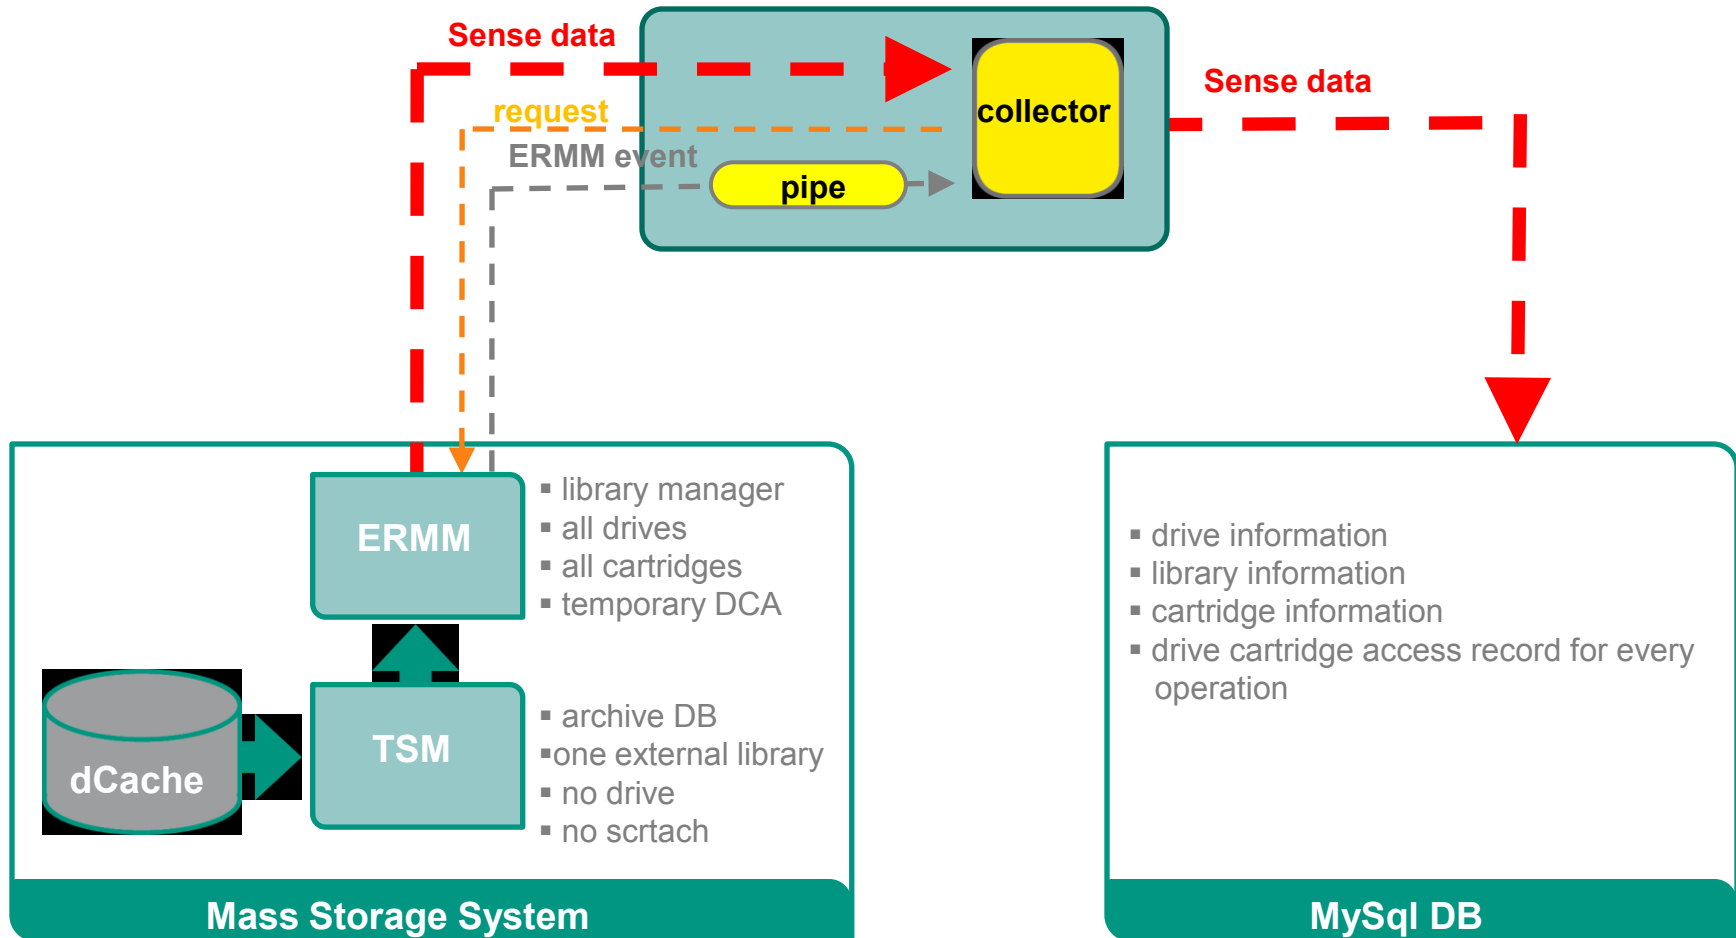 Sense data
Sense data
request
collector
ERMM event
pipe
ERMM
▪ library manager
▪ all drives
▪ all cartridges
▪ temporary DCA
dCache
TSM
▪ archive DB
▪one external library
▪ no drive
▪ no scrtach
Mass Storage System
▪ drive information
▪ library information
▪ cartridge information
▪ drive cartridge access record for every
operation
MySql DB